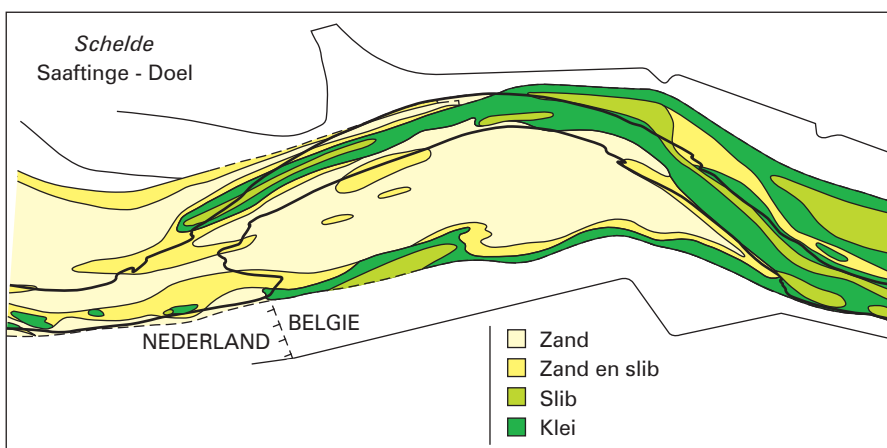 Schelde
Saaftinge - Doel
BELGIE
NEDERLAND
Zand
Zand en slib
Slib
Klei